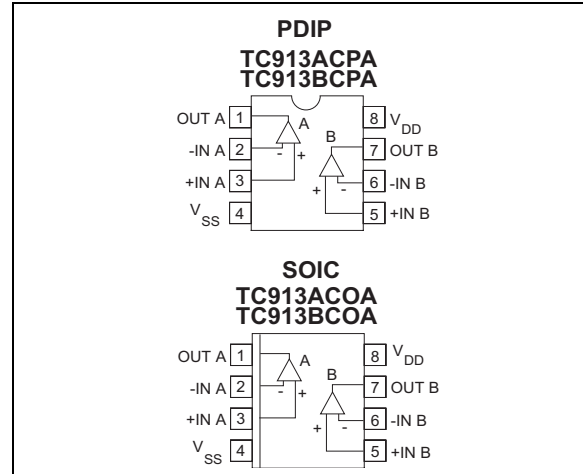 PDIP
TC913ACPA
TC913BCPA
OUT A 1 A 8 VDD
-IN A 2 - + B 7 OUT B
+IN A 3 + - 6 -IN B
VSS 4 5 +IN B
SOIC
TC913ACOA
TC913BCOA
OUT A 1 A 8 VDD
-IN A 2 - + B 7 OUT B
+IN A 3 + - 6 -IN B
VSS 4 5 +IN B